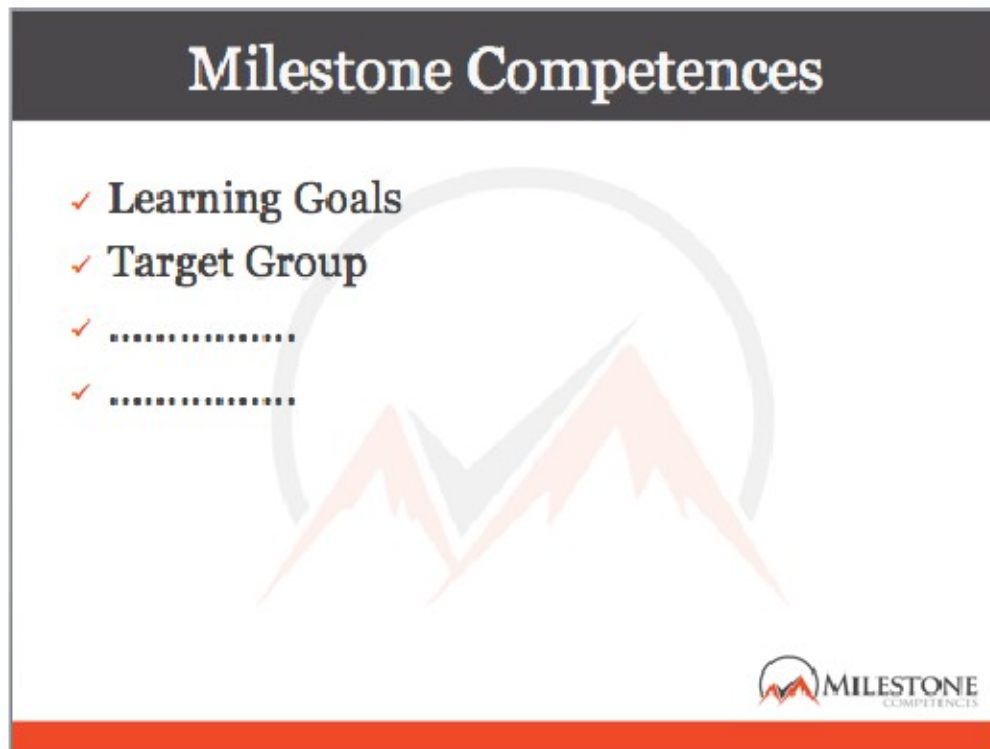 Milestone Competences
✓ Learning Goals
✓ Target Group
✓ ................
✓ ................
MILESTONE
COMPETENCES